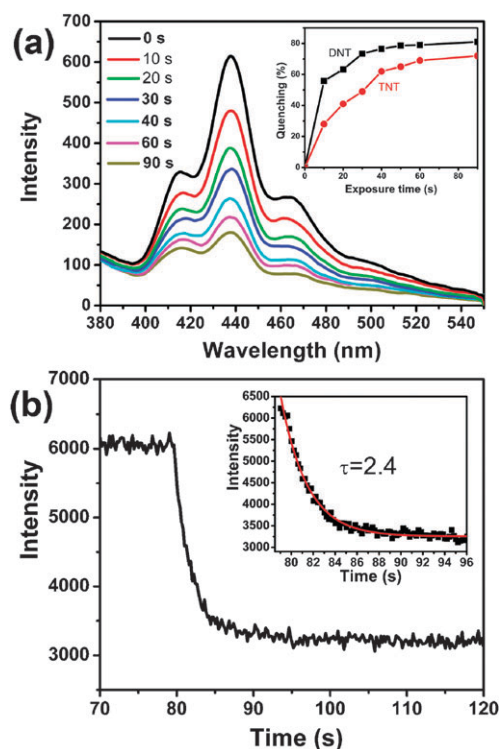 (a)
700
600
500
400
300
200
100
0
Intensity
0 s
10 s
20 s
30 s
40 s
60 s
90 s
380 400 420 440 460 480 500 520 540
Wavelength (nm)
Quenching (%)
80
60
40
20
0
DNT
TNT
0 20 40 60 80
Exposure time (s)
(b)
7000
6000
5000
4000
3000
Intensity
70 80 90 100 110 120
Time (s)
6500
6000
5500
5000
4500
4000
3500
3000
Intensity
τ=2.4
80 82 84 86 88 90 92 94 96
Time (s)